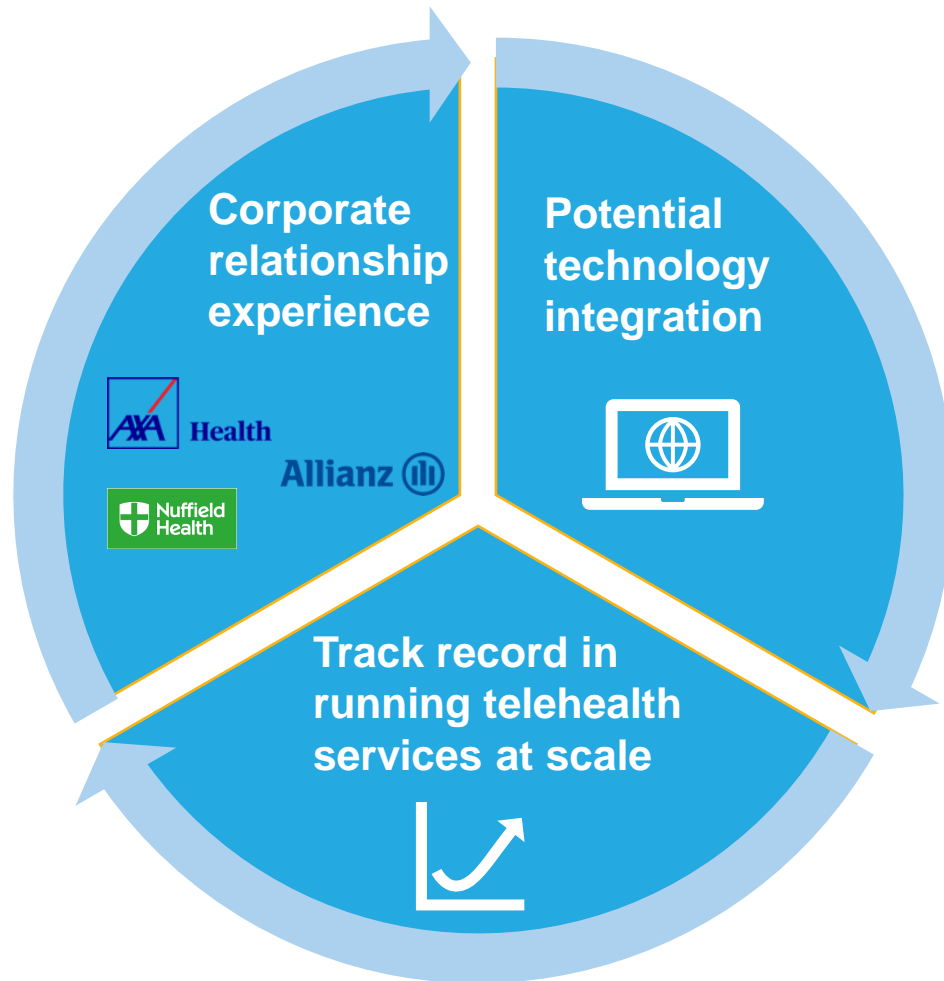 Corporate
relationship
experience
AXA Health
Allianz
Nuffield
Health
Potential
technology
integration
Track record in
running telehealth
services at scale